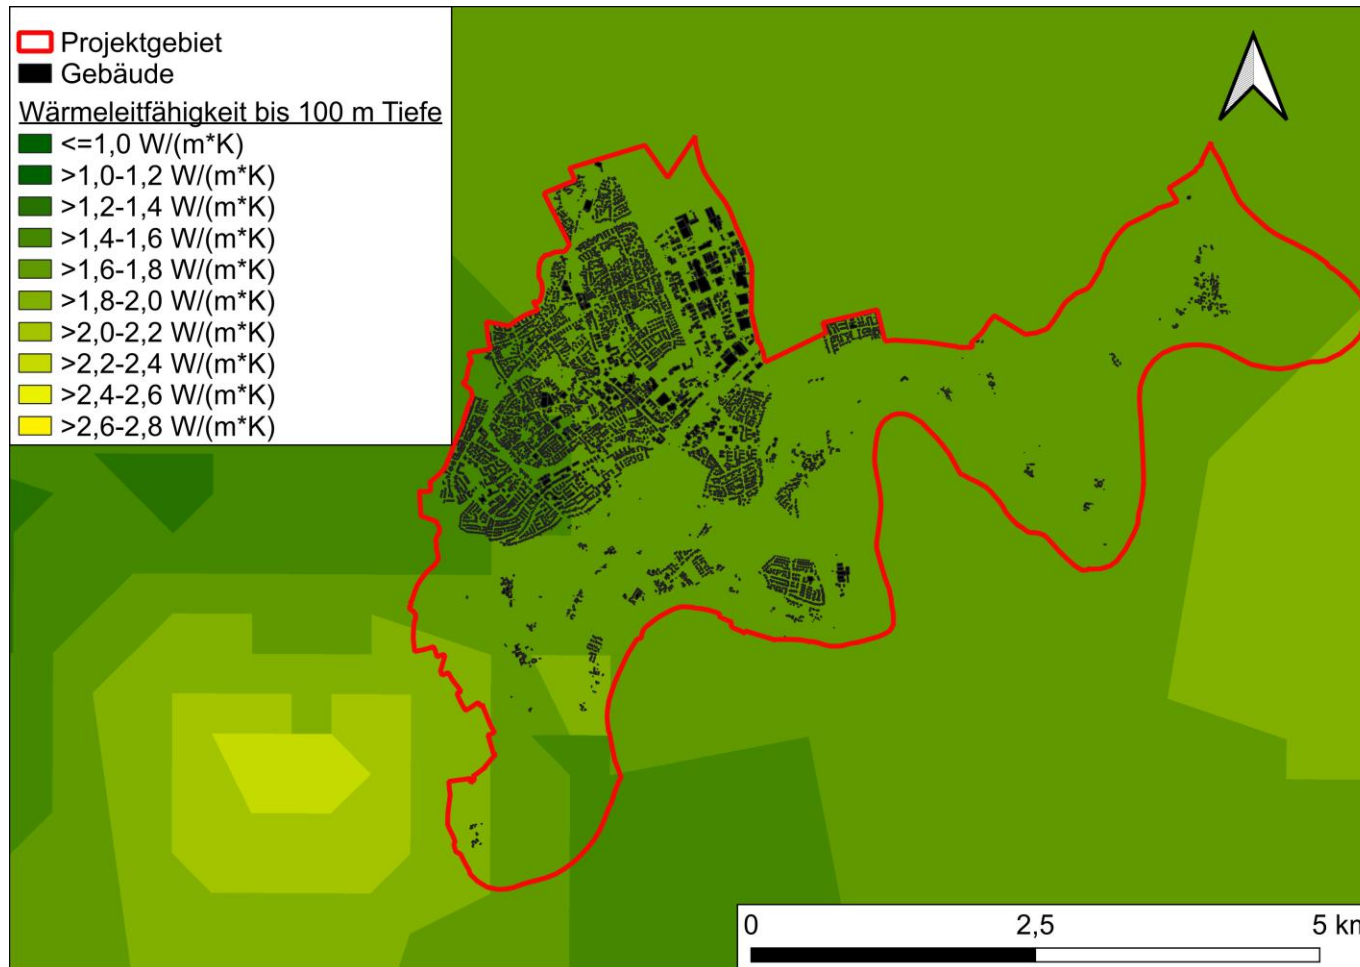 Projektgebiet
Gebäude
Wärmeleitfähigkeit bis 100 m Tiefe
<=1,0 W/(m*K)
>1,0-1,2 W/(m*K)
>1,2-1,4 W/(m*K)
>1,4-1,6 W/(m*K)
>1,6-1,8 W/(m*K)
>1,8-2,0 W/(m*K)
>2,0-2,2 W/(m*K)
>2,2-2,4 W/(m*K)
>2,4-2,6 W/(m*K)
>2,6-2,8 W/(m*K)
0 2,5 5 km